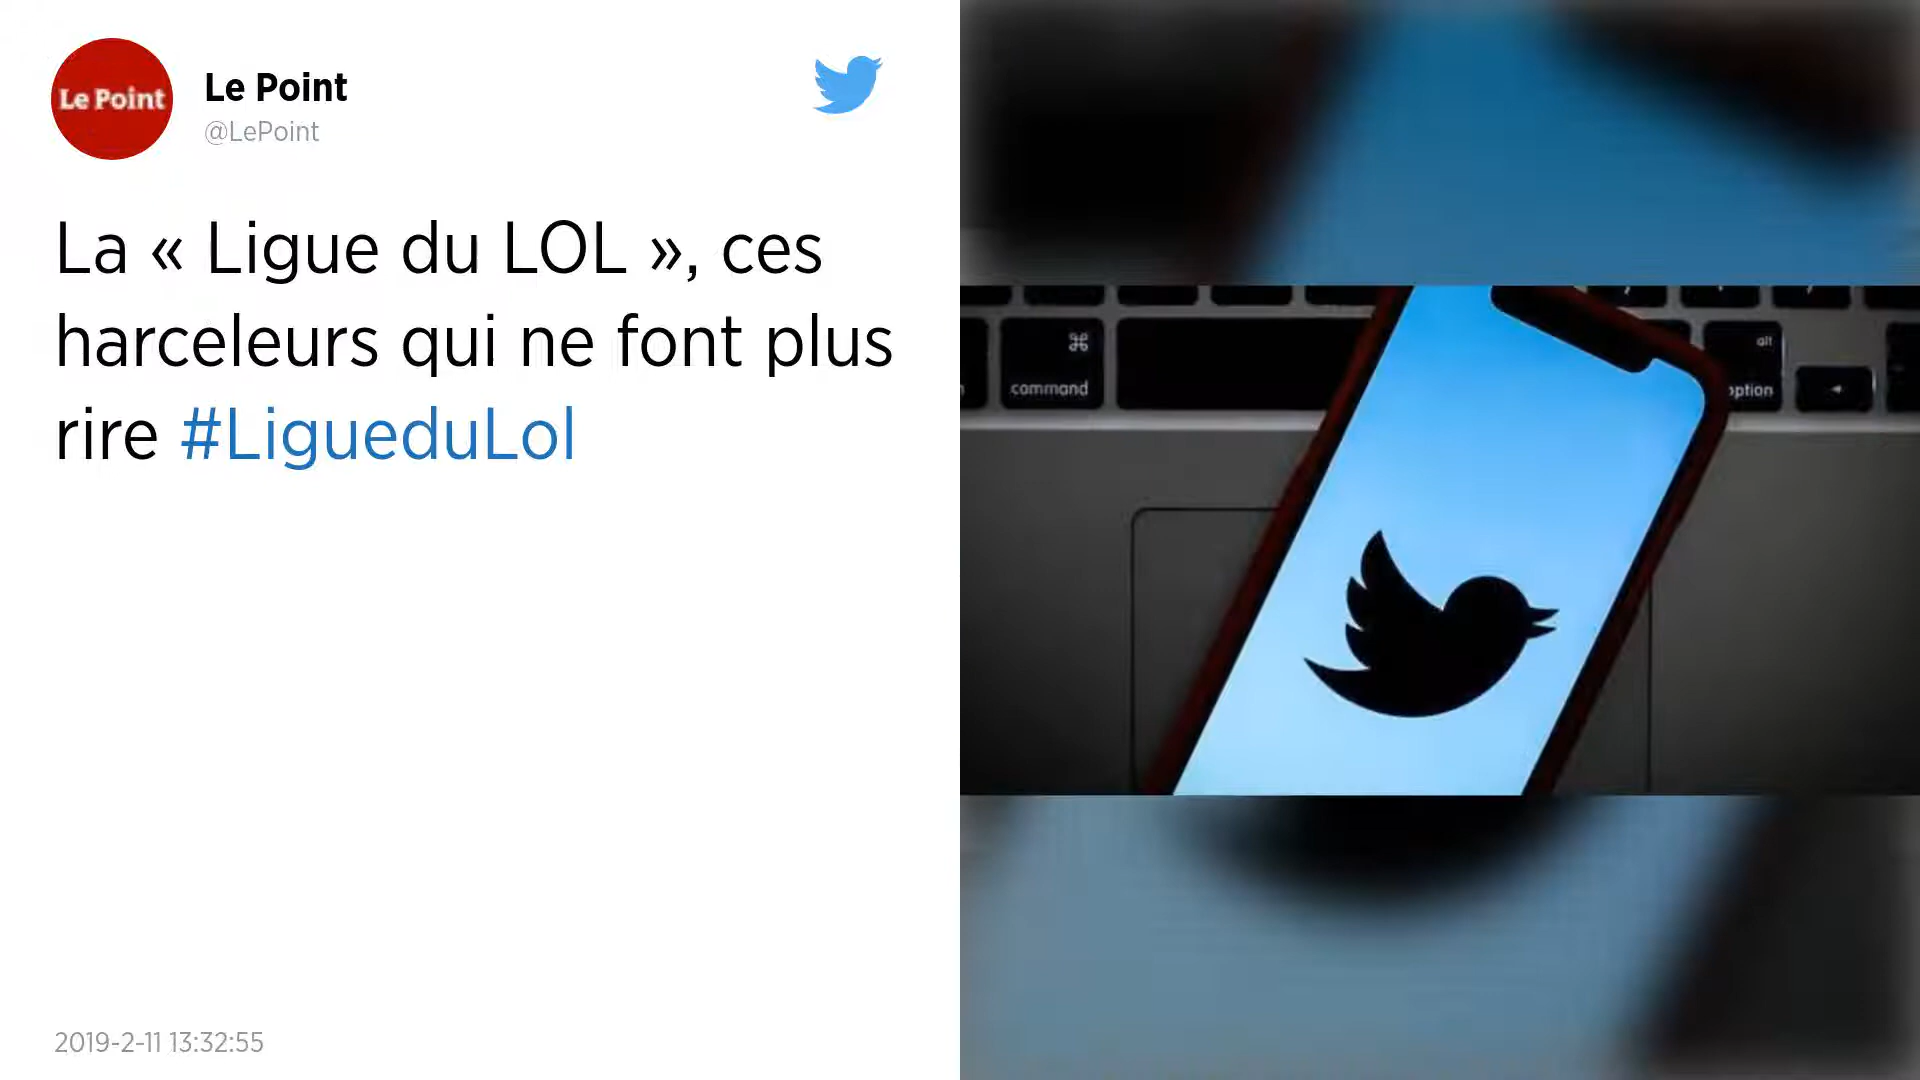 Le Point
Le Point
@LePoint
La « Ligue du LOL », ces
harceleurs qui ne font plus
rire #LigueduLol
2019-2-11 13:32:55
⌘
command
alt
option